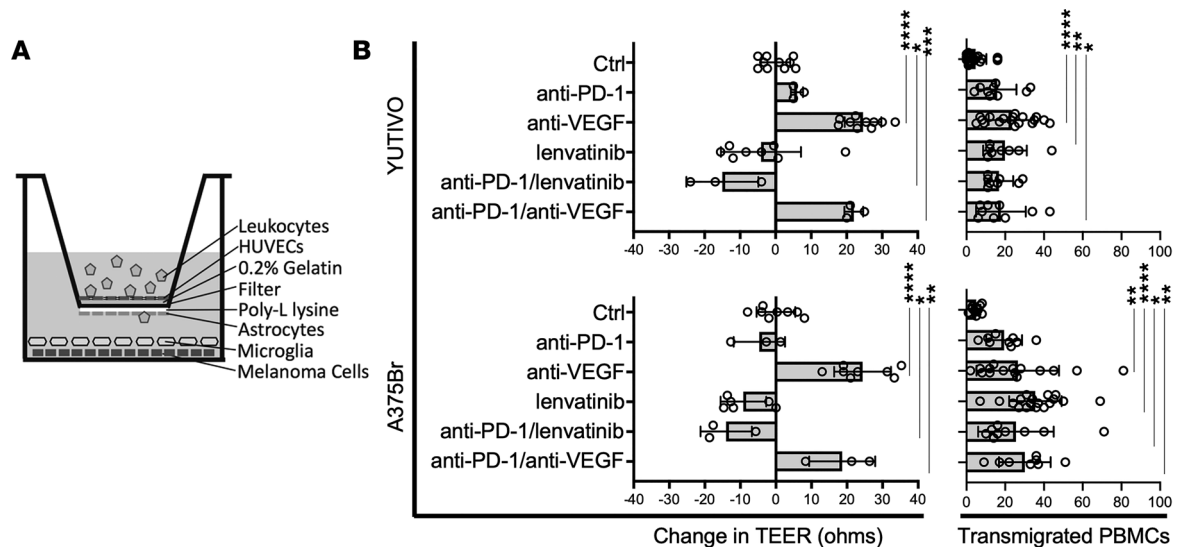 A
Leukocytes
HUVECs
0.2% Gelatin
Filter
Poly-L lysine
Astrocytes
Microglia
Melanoma Cells
B
YUTIVO
Ctrl
anti-PD-1
anti-VEGF
lenvatinib
anti-PD-1/lenvatinib
anti-PD-1/anti-VEGF
**** * ***
-40 -30 -20 -10 0 10 20 30 40
**** ** *
0 20 40 60 80 100
A375Br
Ctrl
anti-PD-1
anti-VEGF
lenvatinib
anti-PD-1/lenvatinib
anti-PD-1/anti-VEGF
**** * **
-40 -30 -20 -10 0 10 20 30 40
Change in TEER (ohms)
** **** * **
0 20 40 60 80 100
Transmigrated PBMCs